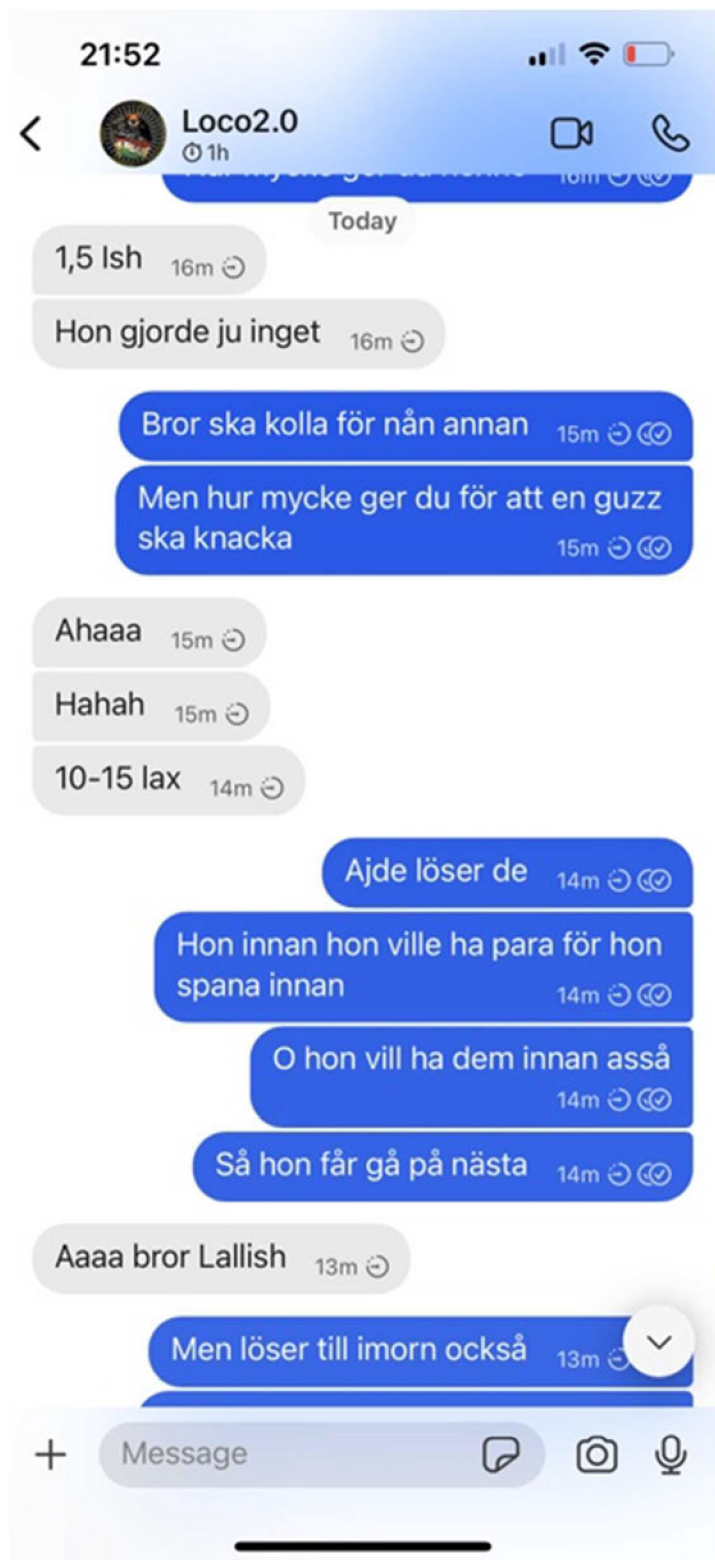 21:52
Loco2.0
1h
16m
Today
1,5 lsh 16m
Hon gjorde ju inget 16m
Bror ska kolla för nån annan 15m
Men hur mycke ger du för att en guzz
ska knacka 15m
Ahaaa 15m
Hahah 15m
10-15 lax 14m
Ajde löser de 14m
Hon innan hon ville ha para för hon
spana innan 14m
O hon vill ha dem innan asså
14m
Så hon får gå på nästa 14m
Aaaa bror Lallish 13m
Men löser till imorn också 13m
Message